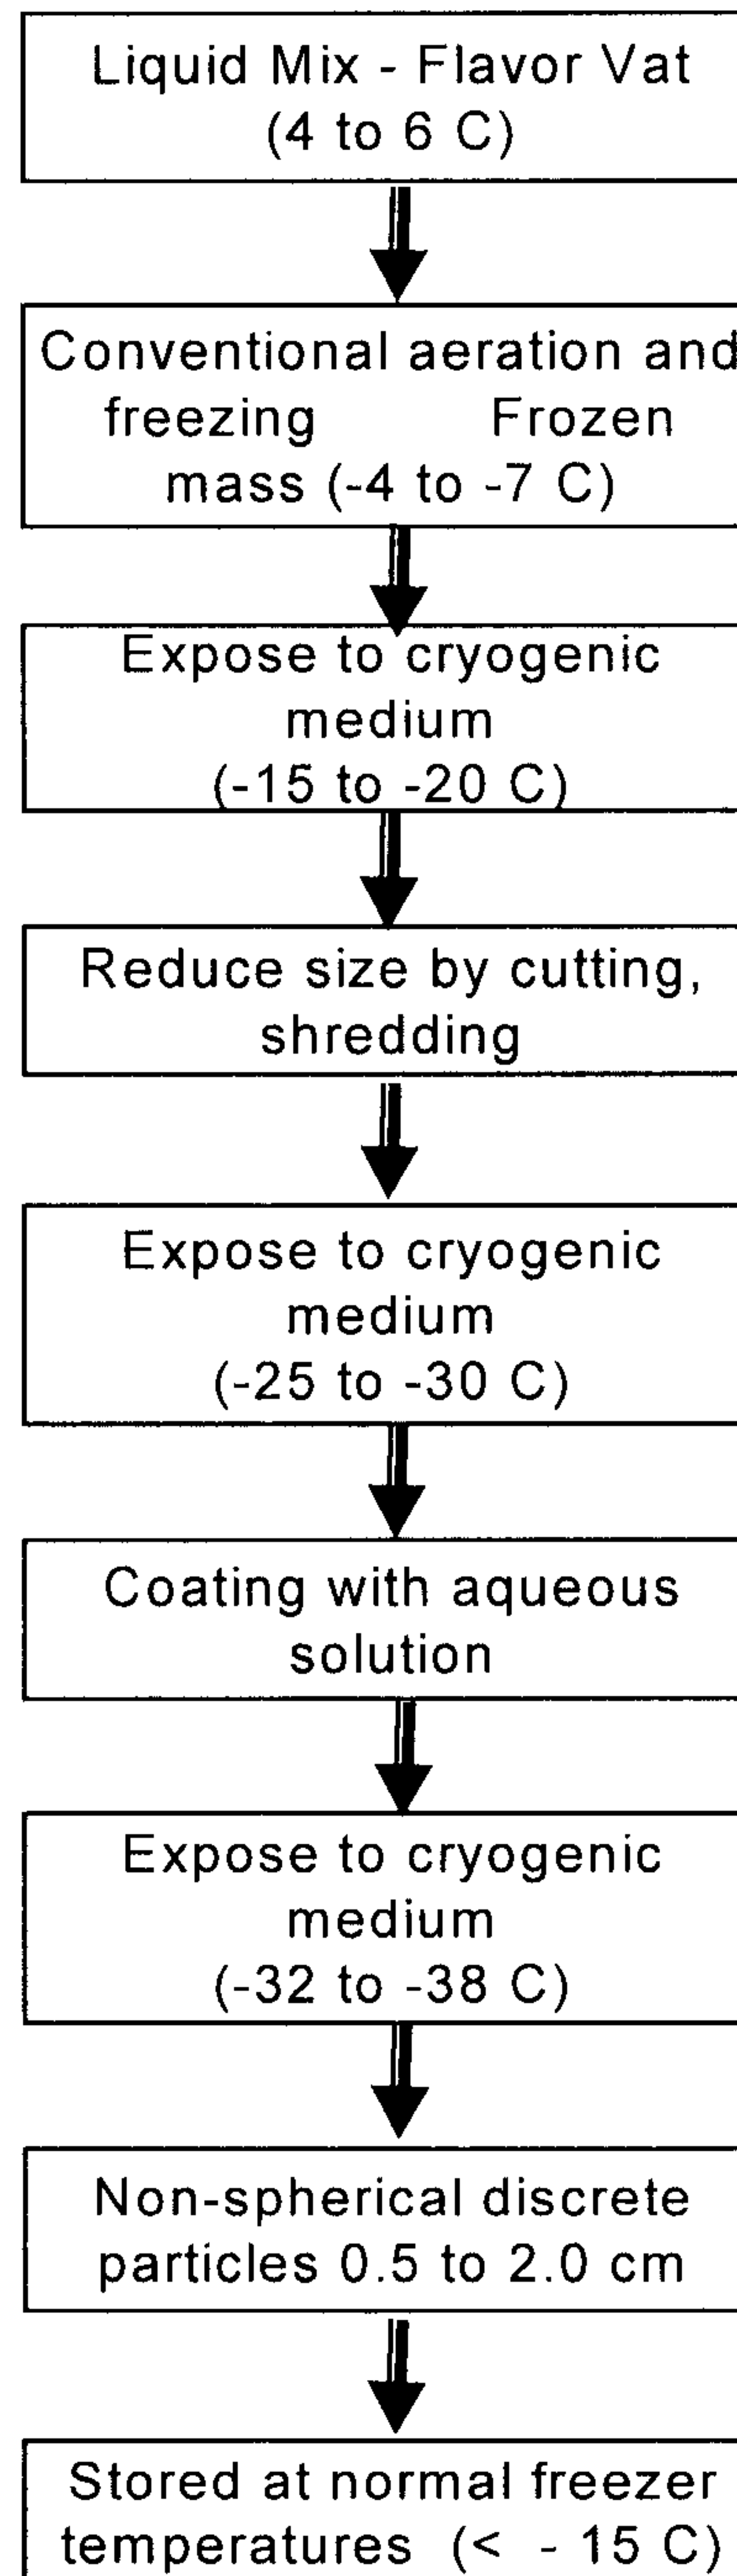 Liquid Mix - Flavor Vat
(4 to 6 C)
Conventional aeration and
freezing Frozen
mass (-4 to -7 C)
Expose to cryogenic
medium
(-15 to -20 C)
Reduce size by cutting,
shredding
Expose to cryogenic
medium
(-25 to -30 C)
Coating with aqueous
solution
Expose to cryogenic
medium
(-32 to -38 C)
Non-spherical discrete
particles 0.5 to 2.0 cm
Stored at normal freezer
temperatures (< - 15 C)